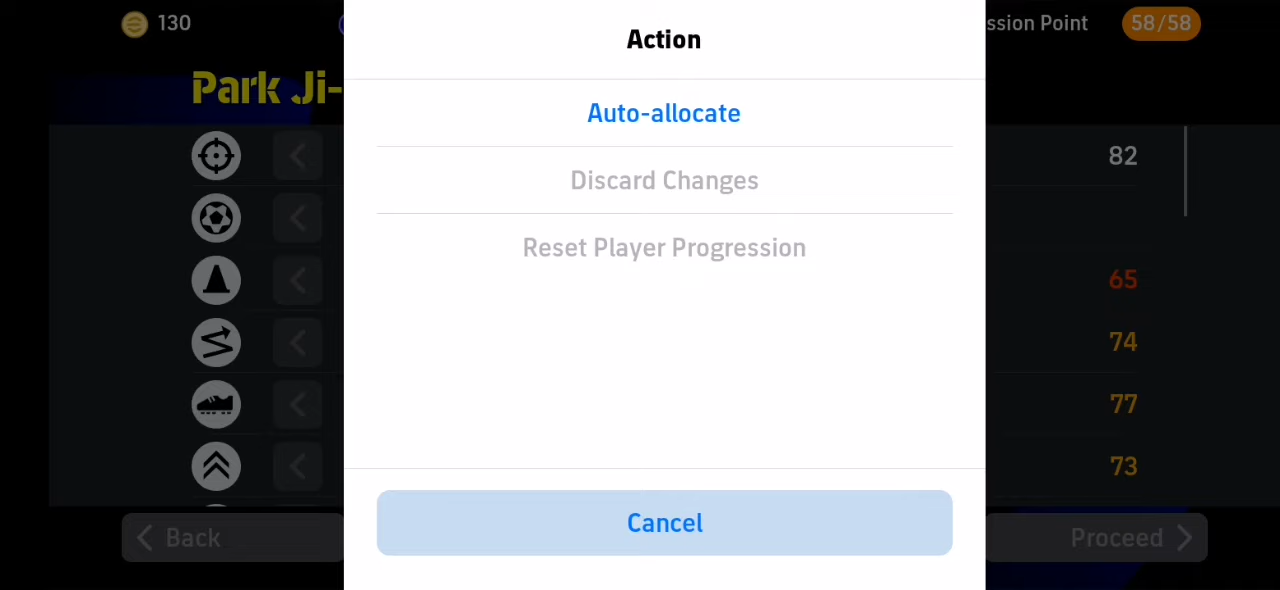 130
Action
ssion Point
58/58
Park Ji-
Auto-allocate
82
Discard Changes
Reset Player Progression
65
74
77
73
Cancel
Back
Proceed